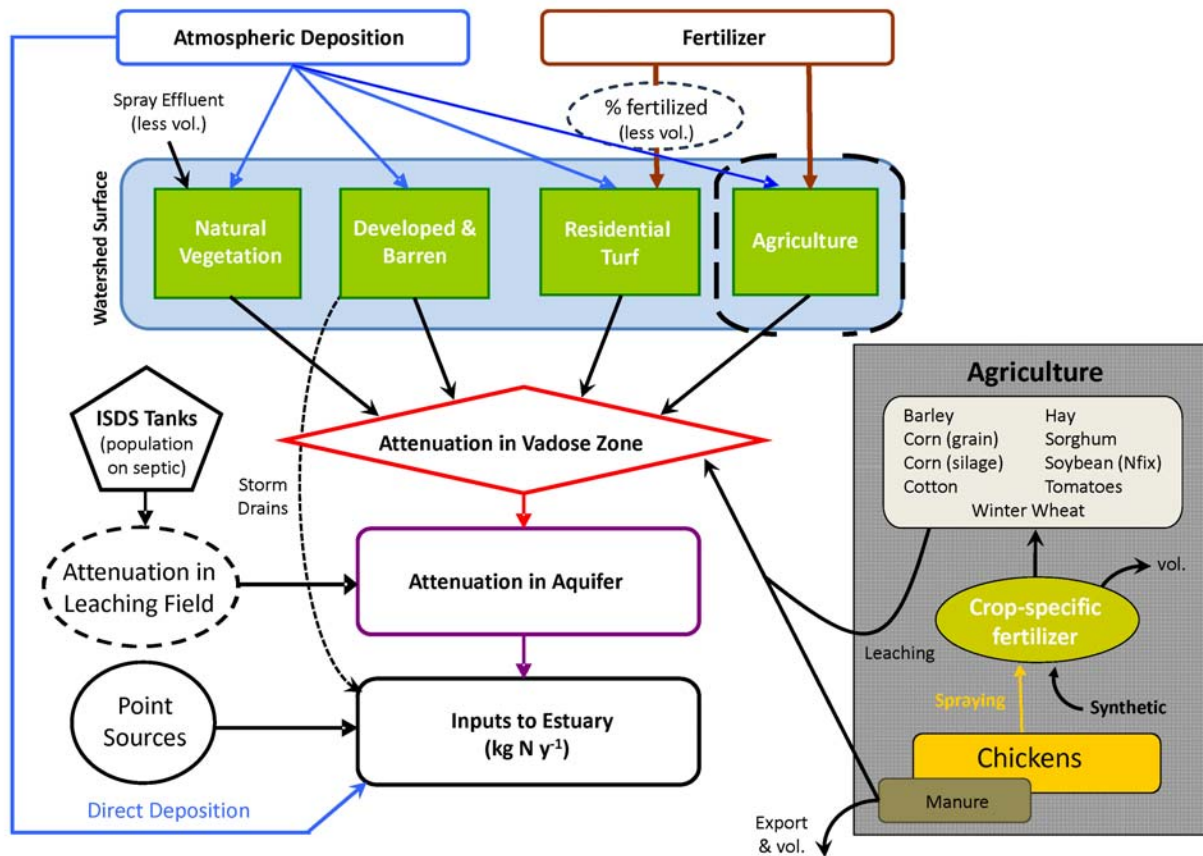 Atmospheric Deposition
Fertilizer
Spray Effluent
(less vol.)
% fertilized
(less vol.)
Watershed Surface
Natural
Vegetation
Developed &
Barren
Residential
Turf
Agriculture
ISDS Tanks
(population
on septic)
Attenuation in Vadose Zone
Storm
Drains
Attenuation in
Leaching Field
Attenuation in Aquifer
Point
Sources
Inputs to Estuary
(kg N y⁻¹)
Direct Deposition
Agriculture
Barley
Corn (grain)
Corn (silage)
Cotton
Hay
Sorghum
Soybean (Nfix)
Tomatoes
Winter Wheat
vol.
Crop-specific
fertilizer
Leaching
Spraying
Synthetic
Chickens
Manure
Export
& vol.